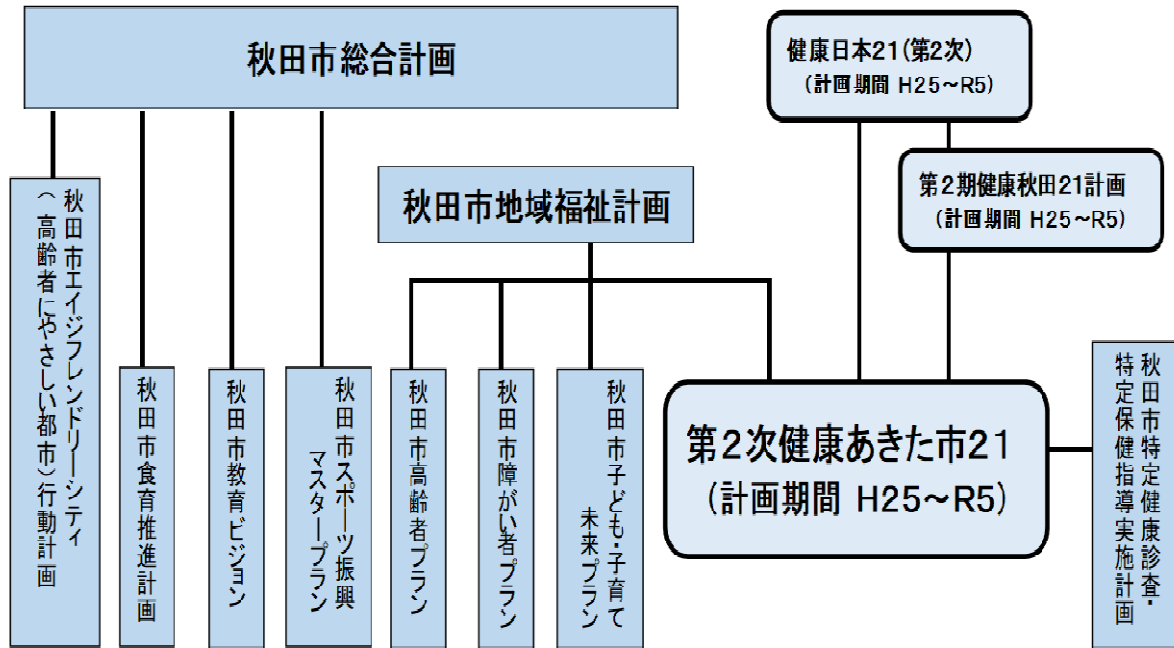 秋田市総合計画
健康日本21(第2次)
(計画期間 H25～R5)
第2期健康秋田21計画
(計画期間 H25～R5)
秋田市地域福祉計画
秋田市エイジフレンドリーシティ
(高齢者にやさしい都市)行動計画
秋田市食育推進計画
秋田市教育ビジョン
秋田市スポーツ振興
マスタープラン
秋田市高齢者プラン
秋田市障がい者プラン
秋田市子ども・子育て
未来プラン
第2次健康あきた市21
(計画期間 H25～R5)
秋田市特定健康診査・
特定保健指導実施計画